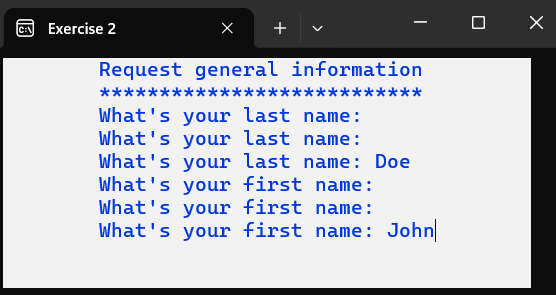 Exercise 2
Request general information
***************************
What's your last name:
What's your last name:
What's your last name: Doe
What's your first name:
What's your first name:
What's your first name: John